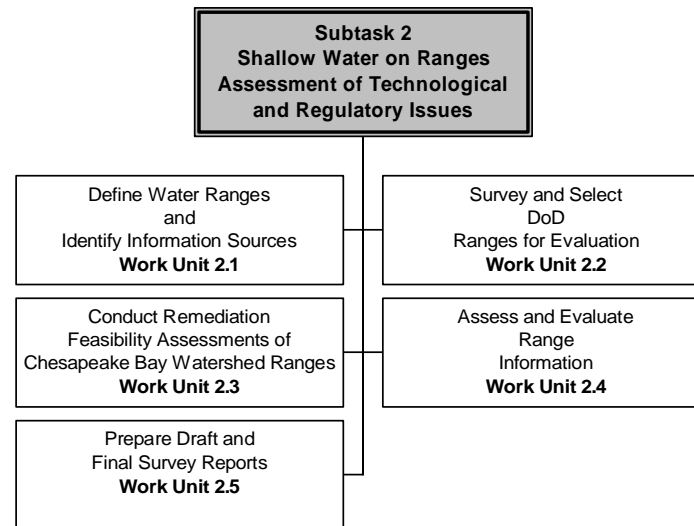 Subtask 2
Shallow Water on Ranges
Assessment of Technological
and Regulatory Issues
Define Water Ranges
and
Identify Information Sources
Work Unit 2.1
Survey and Select
DoD
Ranges for Evaluation
Work Unit 2.2
Conduct Remediation
Feasibility Assessments of
Chesapeake Bay Watershed Ranges
Work Unit 2.3
Assess and Evaluate
Range
Information
Work Unit 2.4
Prepare Draft and
Final Survey Reports
Work Unit 2.5